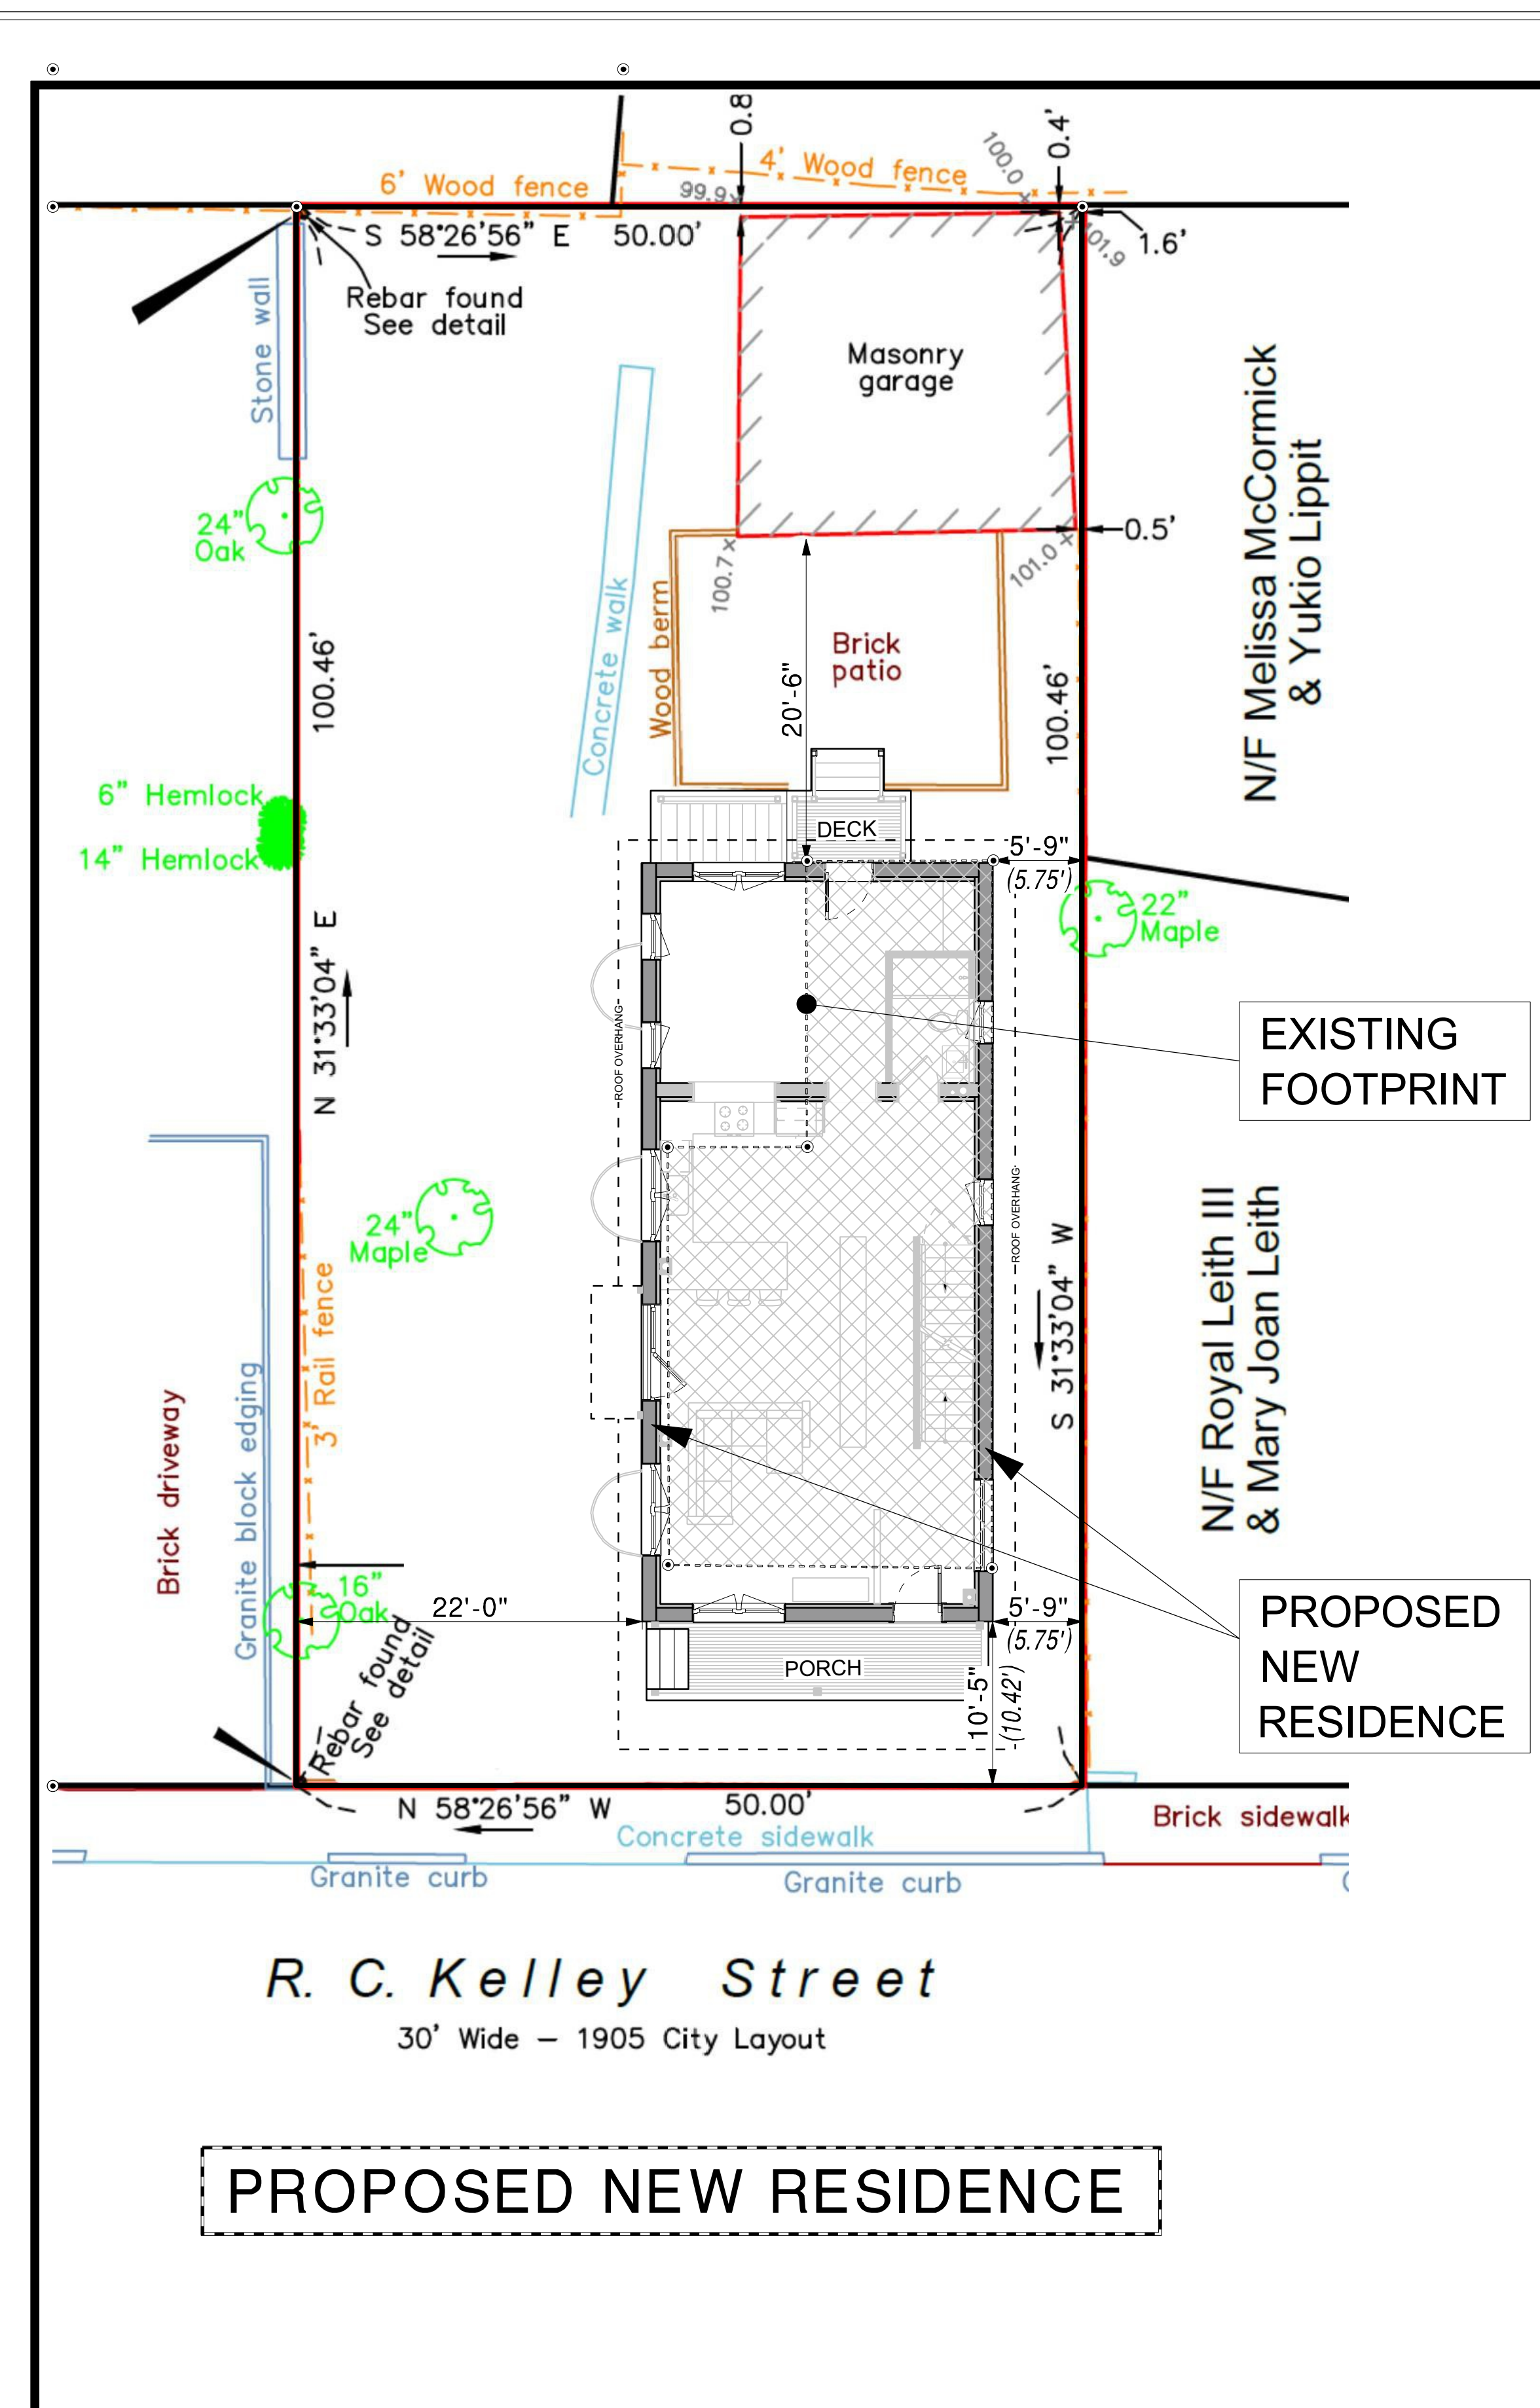 0.8
0.4'
6' Wood fence
4' Wood fence
99.9
100.0
S 58°26'56" E 50.00'
101.9
1.6'
Rebar found
See detail
Stone wall
Masonry
garage
24"
Oak
0.5'
100.7
101.0
N/F Melissa McCormick
& Yukio Lippit
Concrete walk
Wood berm
Brick
patio
100.46'
20'-6"
100.46'
6" Hemlock
14" Hemlock
DECK
5'-9"
(5.75')
22"
Maple
N 31°33'04" E
ROOF OVERHANG
EXISTING
FOOTPRINT
24"
Maple
ROOF OVERHANG
S 31°33'04" W
N/F Royal Leith III
& Mary Joan Leith
3' Rail fence
Granite block edging
Brick driveway
16"
Oak
22'-0"
5'-9"
(5.75')
PROPOSED
NEW
RESIDENCE
Rebar found
See detail
PORCH
10'-5"
(10.42')
N 58°26'56" W 50.00'
Concrete sidewalk
Brick sidewalk
Granite curb
Granite curb
R. C. Kelley Street
30' Wide – 1905 City Layout
PROPOSED NEW RESIDENCE